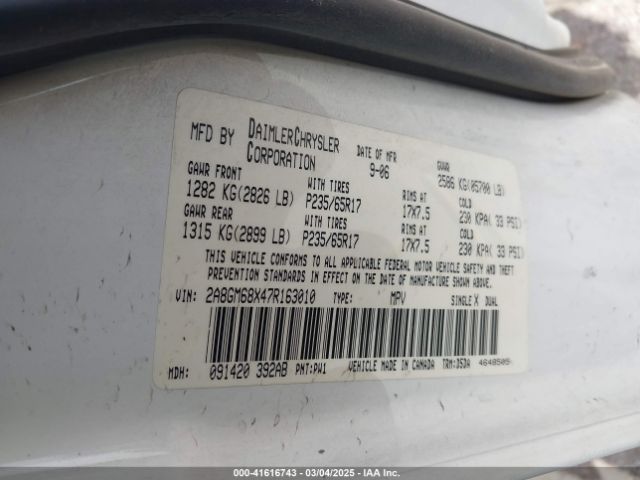 MFD BY DAIMLERCHRYSLER CORPORATION DATE OF MFR 9-06 GVWR 2586 KG(05700 LB)
GAWR FRONT WITH TIRES RIMS AT COLD
1282 KG(2826 LB) P235/65R17 17X7.5 230 KPA( 33 PSI)
GAWR REAR WITH TIRES RIMS AT COLD
1315 KG(2899 LB) P235/65R17 17X7.5 230 KPA( 33 PSI)
THIS VEHICLE CONFORMS TO ALL APPLICABLE FEDERAL MOTOR VEHICLE SAFETY AND THEFT
PREVENTION STANDARDS IN EFFECT ON THE DATE OF MANUFACTURE SHOWN ABOVE.
VIN: 2A8GM68X47R163010 TYPE: MPV SINGLE X DUAL
MDH: 091420 392AB PNT:PW1 VEHICLE MADE IN CANADA TRM:DSDA 4648505
000-41616743 - 03/04/2025 - IAA Inc.